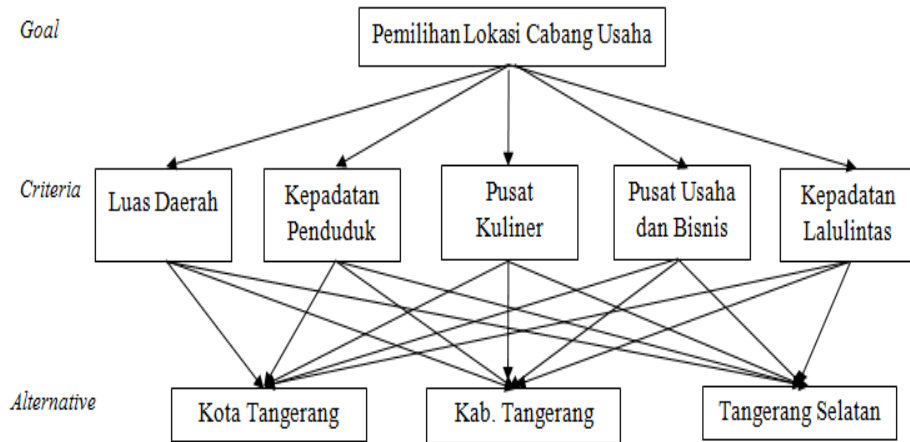 Goal
Pemilihan Lokasi Cabang Usaha
Criteria
Luas Daerah
Kepadatan
Penduduk
Pusat
Kuliner
Pusat Usaha
dan Bisnis
Kepadatan
Lalulintas
Alternative
Kota Tangerang
Kab. Tangerang
Tangerang Selatan